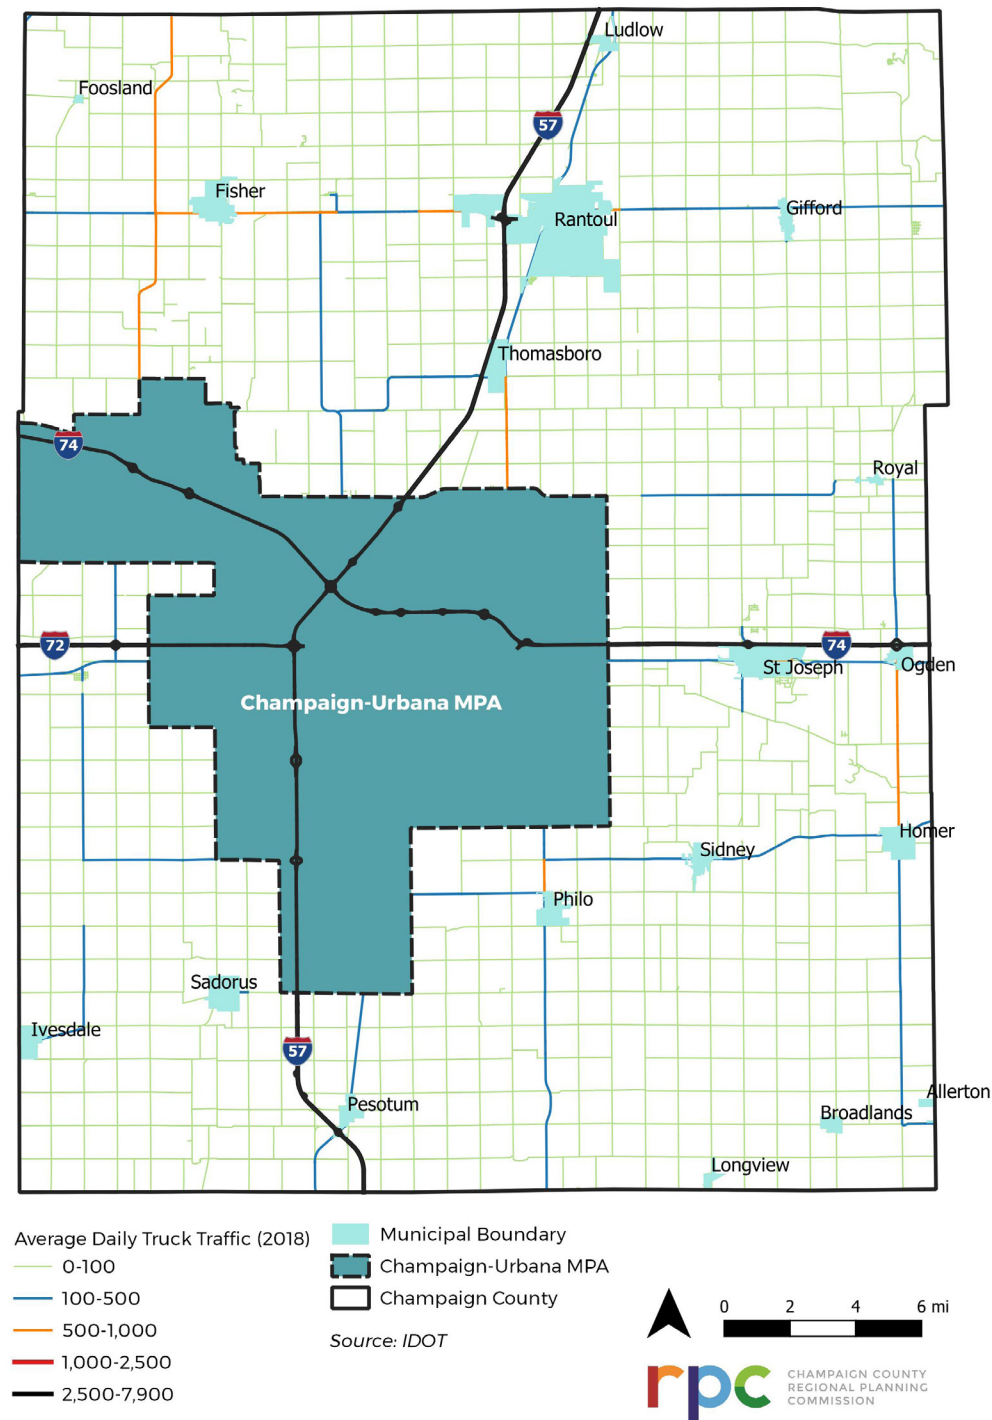 Ludlow
Foosland
57
Fisher
Rantoul
Gifford
Thomasboro
74
Royal
72
74
St Joseph
Ogden
Champaign-Urbana MPA
Homer
Sidney
Philo
Sadorus
Ivesdale
57
Allerton
Pesotum
Broadlands
Longview
Average Daily Truck Traffic (2018)
0-100
100-500
500-1,000
1,000-2,500
2,500-7,900
Municipal Boundary
Champaign-Urbana MPA
Champaign County
Source: IDOT
0 2 4 6 mi
rpc
CHAMPAIGN COUNTY
REGIONAL PLANNING
COMMISSION